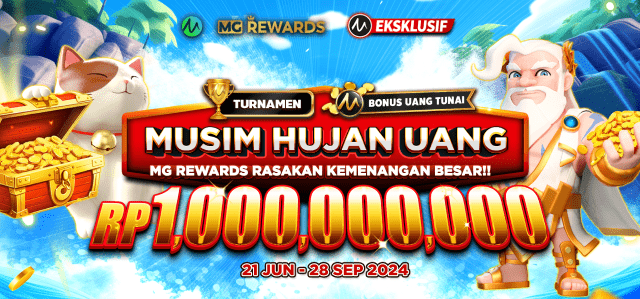 MG REWARDS EKSKLUSIF
TURNAMEN BONUS UANG TUNAI
MUSIM HUJAN UANG
MG REWARDS RASAKAN KEMENANGAN BESAR!!
RP1,000,000,000
21 JUN - 28 SEP 2024